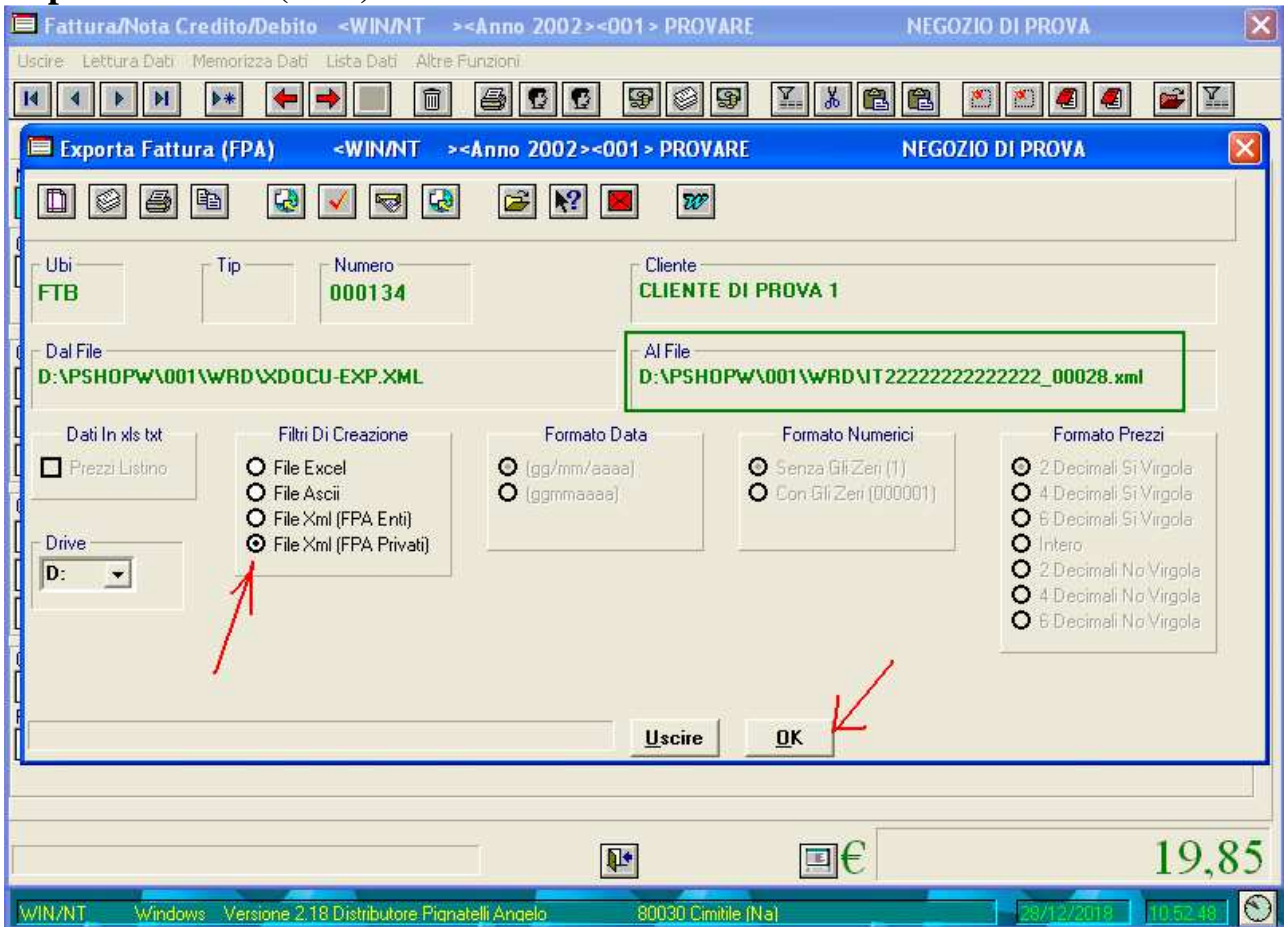 Fattura/Nota Credito/Debito <WIN/NT ><Anno 2002><001> PROVARE NEGOZIO DI PROVA
Uscire Lettura Dati Memorizza Dati Lista Dati Altre Funzioni
Exporta Fattura (FPA) <WIN/NT ><Anno 2002><001> PROVARE NEGOZIO DI PROVA
Ubi Tip Numero Cliente
FTB 000134 CLIENTE DI PROVA 1
Dal File Al File
D:\PSHOPW\001\WRD\XDOCU-EXP.XML D:\PSHOPW\001\WRD\IT22222222222222_00028.xml
Dati In xls txt Filtri Di Creazione Formato Data Formato Numerici Formato Prezzi
Prezzi Listino File Excel (gg/mm/aaaa) Senza Gli Zeri (1) 2 Decimali Si Virgola
File Ascii (ggmmaaaa) Con Gli Zeri (000001) 4 Decimali Si Virgola
File Xml (FPA Enti) 6 Decimali Si Virgola
Drive File Xml (FPA Privati) Intero
D: 2 Decimali No Virgola
4 Decimali No Virgola
6 Decimali No Virgola
Uscire OK
€ 19,85
WIN/NT Windows Versione 2.18 Distributore Pignatelli Angelo 80030 Cimitile (Na) 28/12/2018 10:52:48